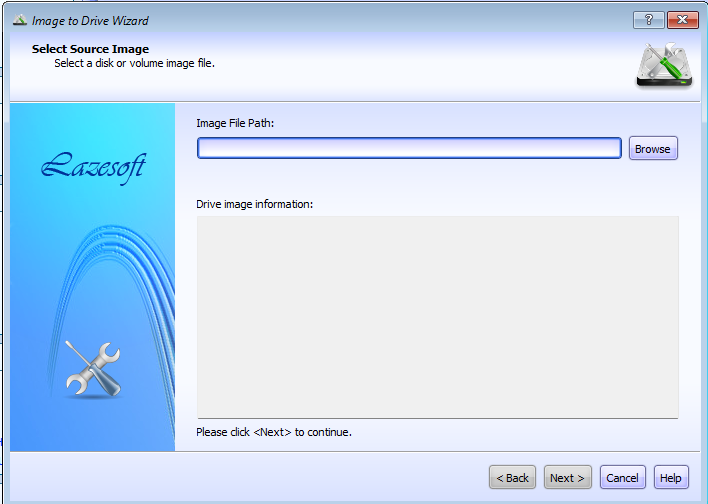 Image to Drive Wizard
?
Select Source Image
Select a disk or volume image file.
Lazesoft
Image File Path:
Browse
Drive image information:
Please click <Next> to continue.
< Back
Next >
Cancel
Help